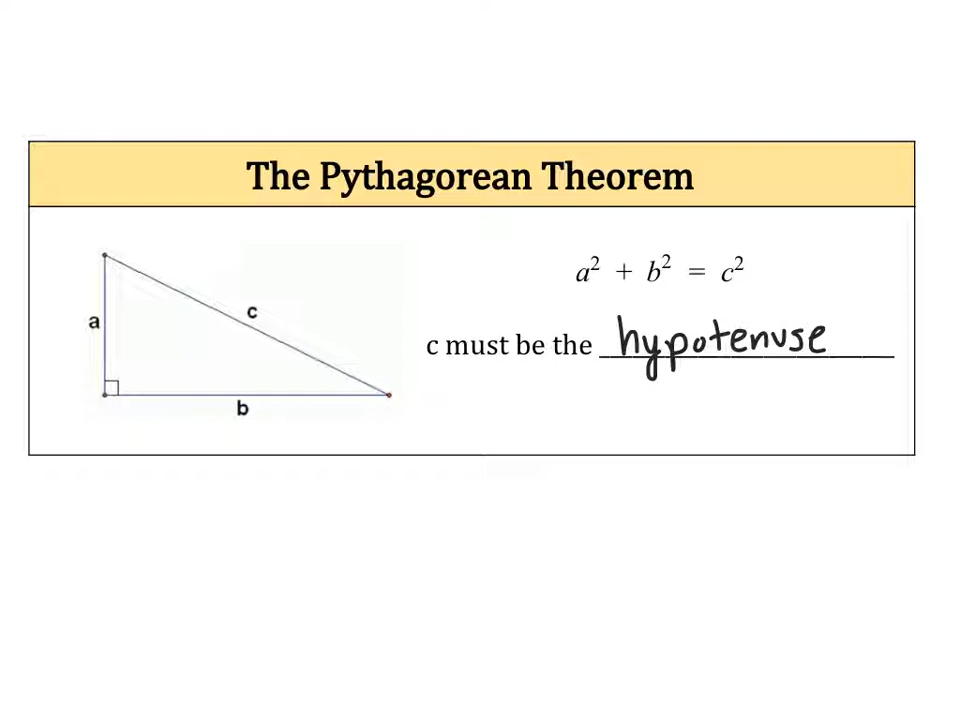 The Pythagorean Theorem
a² + b² = c²
c must be the hypotenuse
a
c
b